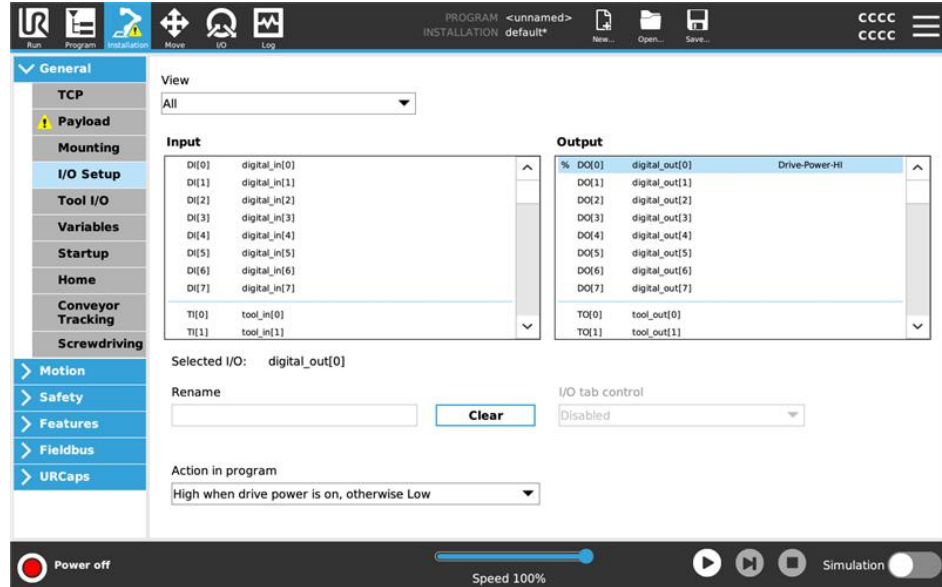 UR
PROGRAM <unnamed>
INSTALLATION default*
CCCC
CCCC
Run
Program
Installation
Move
I/O
Log
New...
Open...
Save...
General
TCP
Payload
Mounting
I/O Setup
Tool I/O
Variables
Startup
Home
Conveyor
Tracking
Screwdriving
Motion
Safety
Features
Fieldbus
URCaps
View
All
Input
DI[0] digital_in[0]
DI[1] digital_in[1]
DI[2] digital_in[2]
DI[3] digital_in[3]
DI[4] digital_in[4]
DI[5] digital_in[5]
DI[6] digital_in[6]
DI[7] digital_in[7]
TI[0] tool_in[0]
TI[1] tool_in[1]
Output
% DO[0] digital_out[0] Drive-Power-HI
DO[1] digital_out[1]
DO[2] digital_out[2]
DO[3] digital_out[3]
DO[4] digital_out[4]
DO[5] digital_out[5]
DO[6] digital_out[6]
DO[7] digital_out[7]
TO[0] tool_out[0]
TO[1] tool_out[1]
Selected I/O: digital_out[0]
Rename
Clear
I/O tab control
Disabled
Action in program
High when drive power is on, otherwise Low
Power off
Speed 100%
Simulation